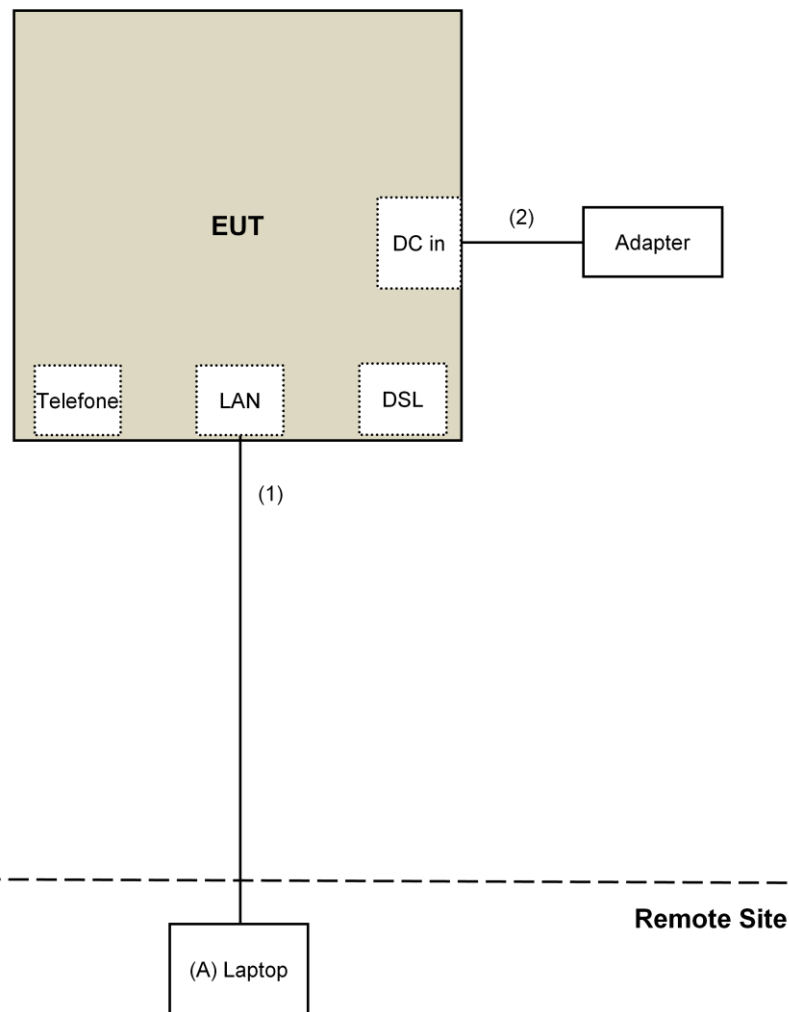 EUT
DC in
(2)
Adapter
Telefone
LAN
DSL
(1)
Remote Site
(A) Laptop